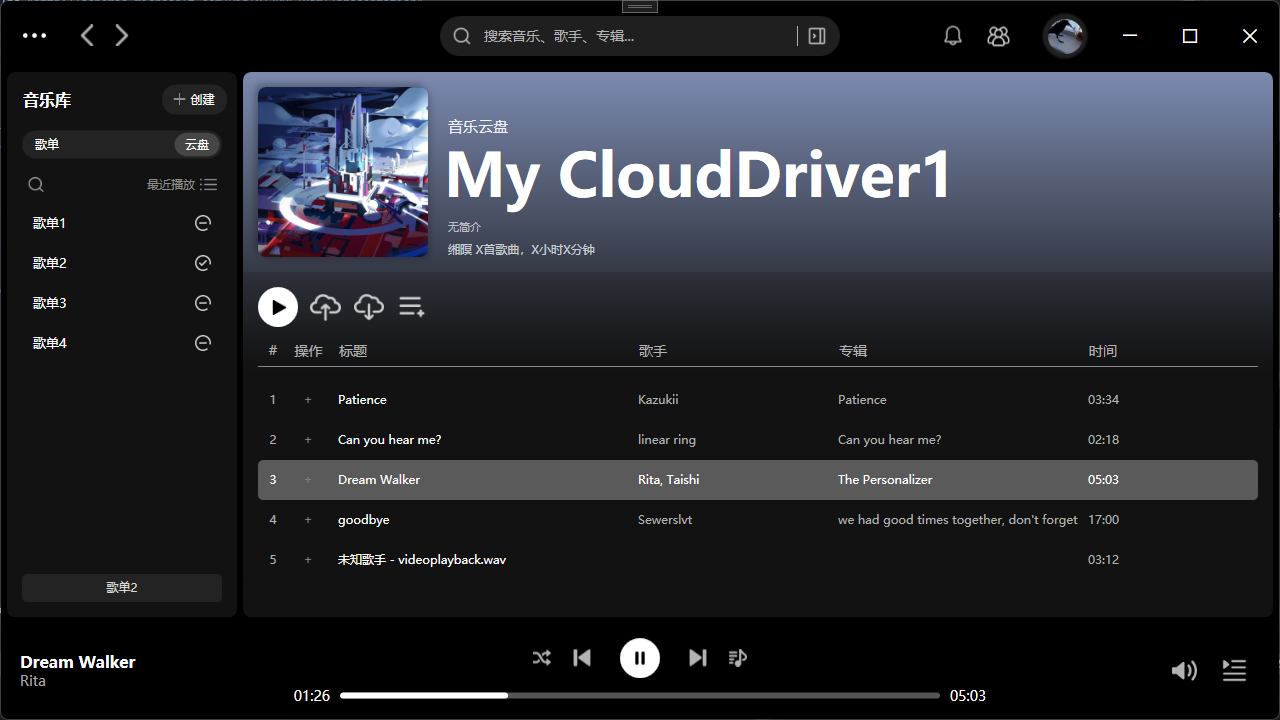 搜索音乐、歌手、专辑...
音乐库
创建
歌单
云盘
最近播放
歌单1
歌单2
歌单3
歌单4
歌单2
音乐云盘
My CloudDriver1
无简介
缃暝 X首歌曲，X小时X分钟
# 操作 标题 歌手 专辑 时间
1 + Patience Kazukii Patience 03:34
2 + Can you hear me? linear ring Can you hear me? 02:18
3 + Dream Walker Rita, Taishi The Personalizer 05:03
4 + goodbye Sewerslvt we had good times together, don't forget 17:00
5 + 未知歌手 - videoplayback.wav 03:12
Dream Walker
Rita
01:26
05:03